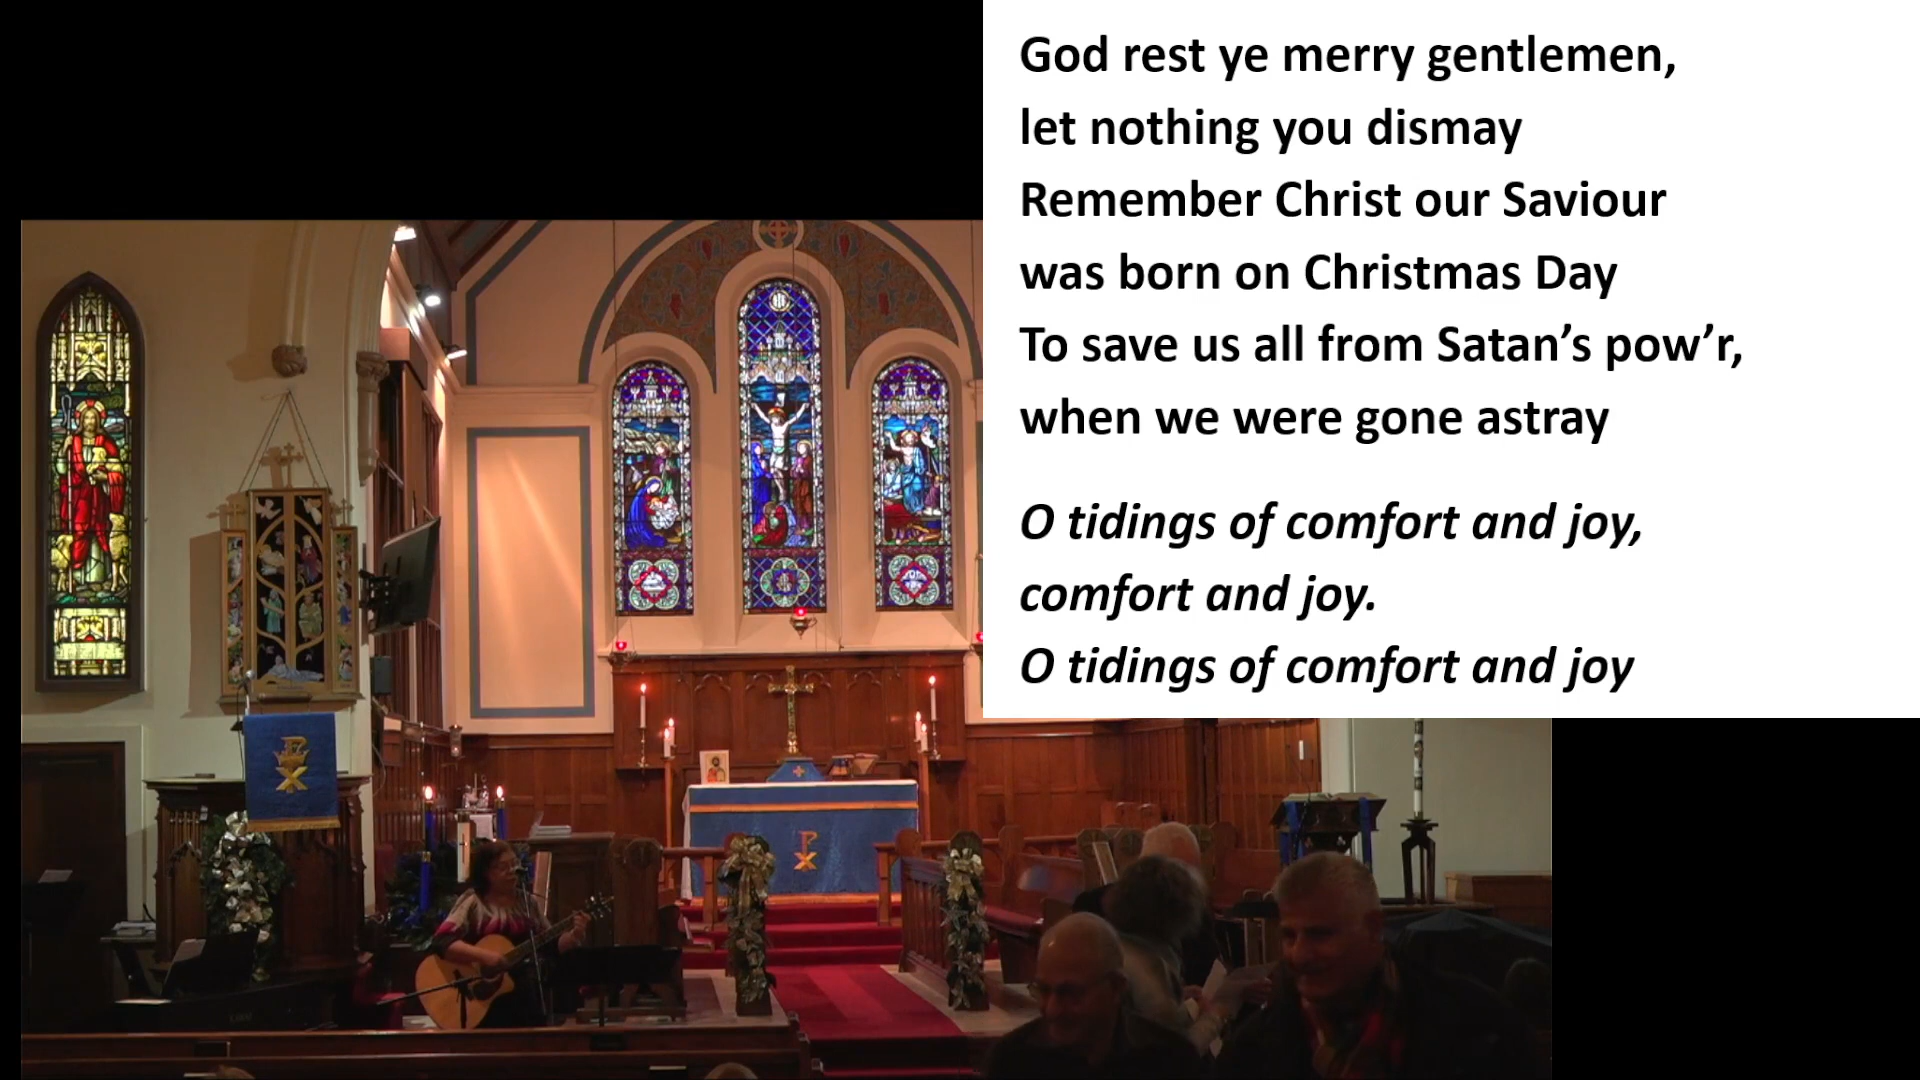 God rest ye merry gentlemen,
let nothing you dismay
Remember Christ our Saviour
was born on Christmas Day
To save us all from Satan’s pow’r,
when we were gone astray
O tidings of comfort and joy,
comfort and joy.
O tidings of comfort and joy